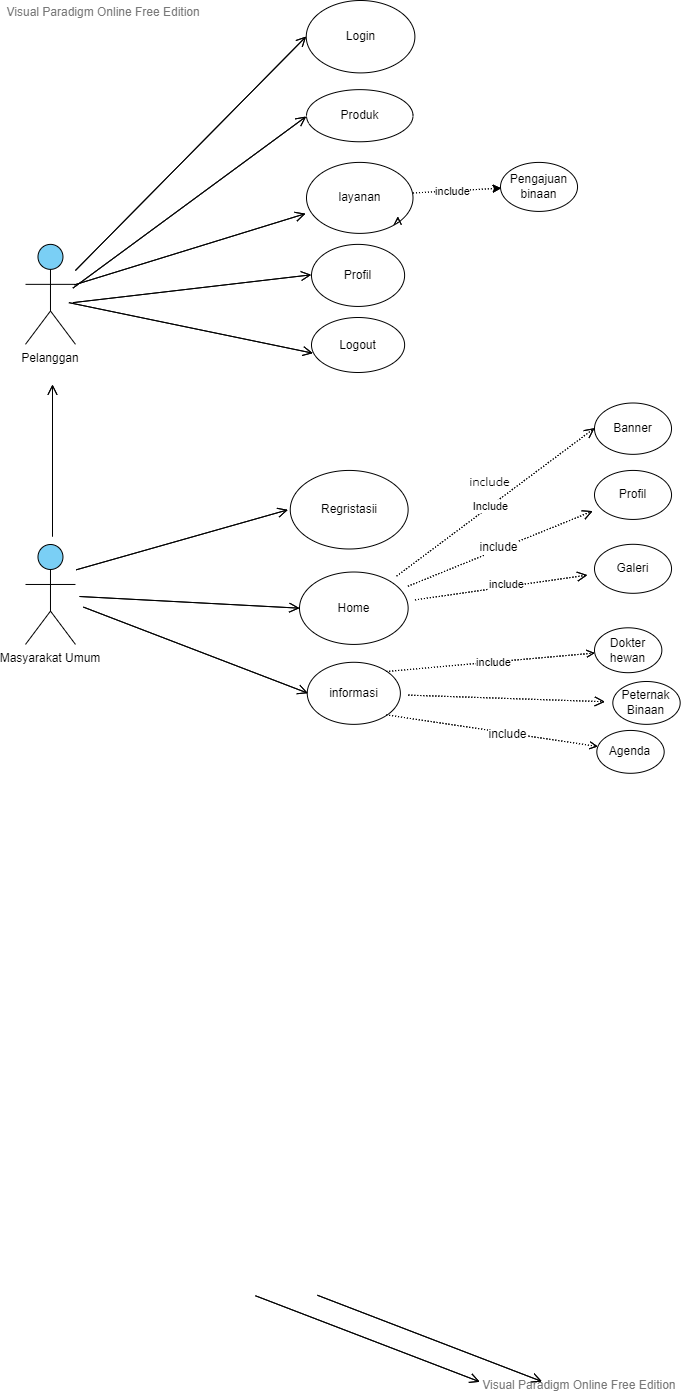 Visual Paradigm Online Free Edition
Login
Produk
layanan
include
Pengajuan
binaan
Profil
Logout
Pelanggan
Banner
include
Include
Profil
Regristasii
include
Galeri
include
Home
Masyarakat Umum
Dokter
hewan
include
informasi
Peternak
Binaan
include
Agenda
Visual Paradigm Online Free Edition